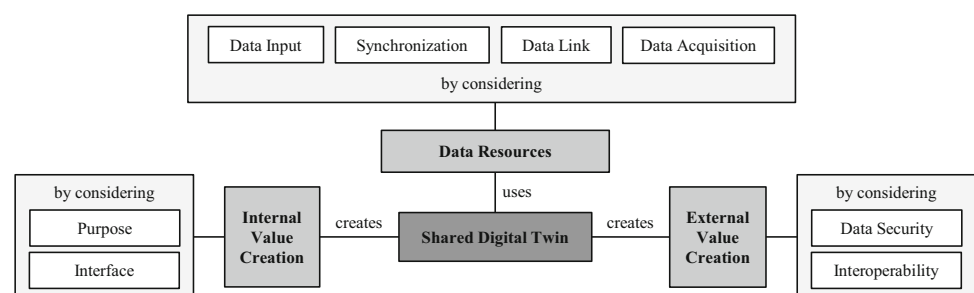 Data Input Synchronization Data Link Data Acquisition
by considering
Data Resources
by considering
Purpose
Interface
Internal
Value
Creation
creates
uses
Shared Digital Twin
creates
External
Value
Creation
by considering
Data Security
Interoperability